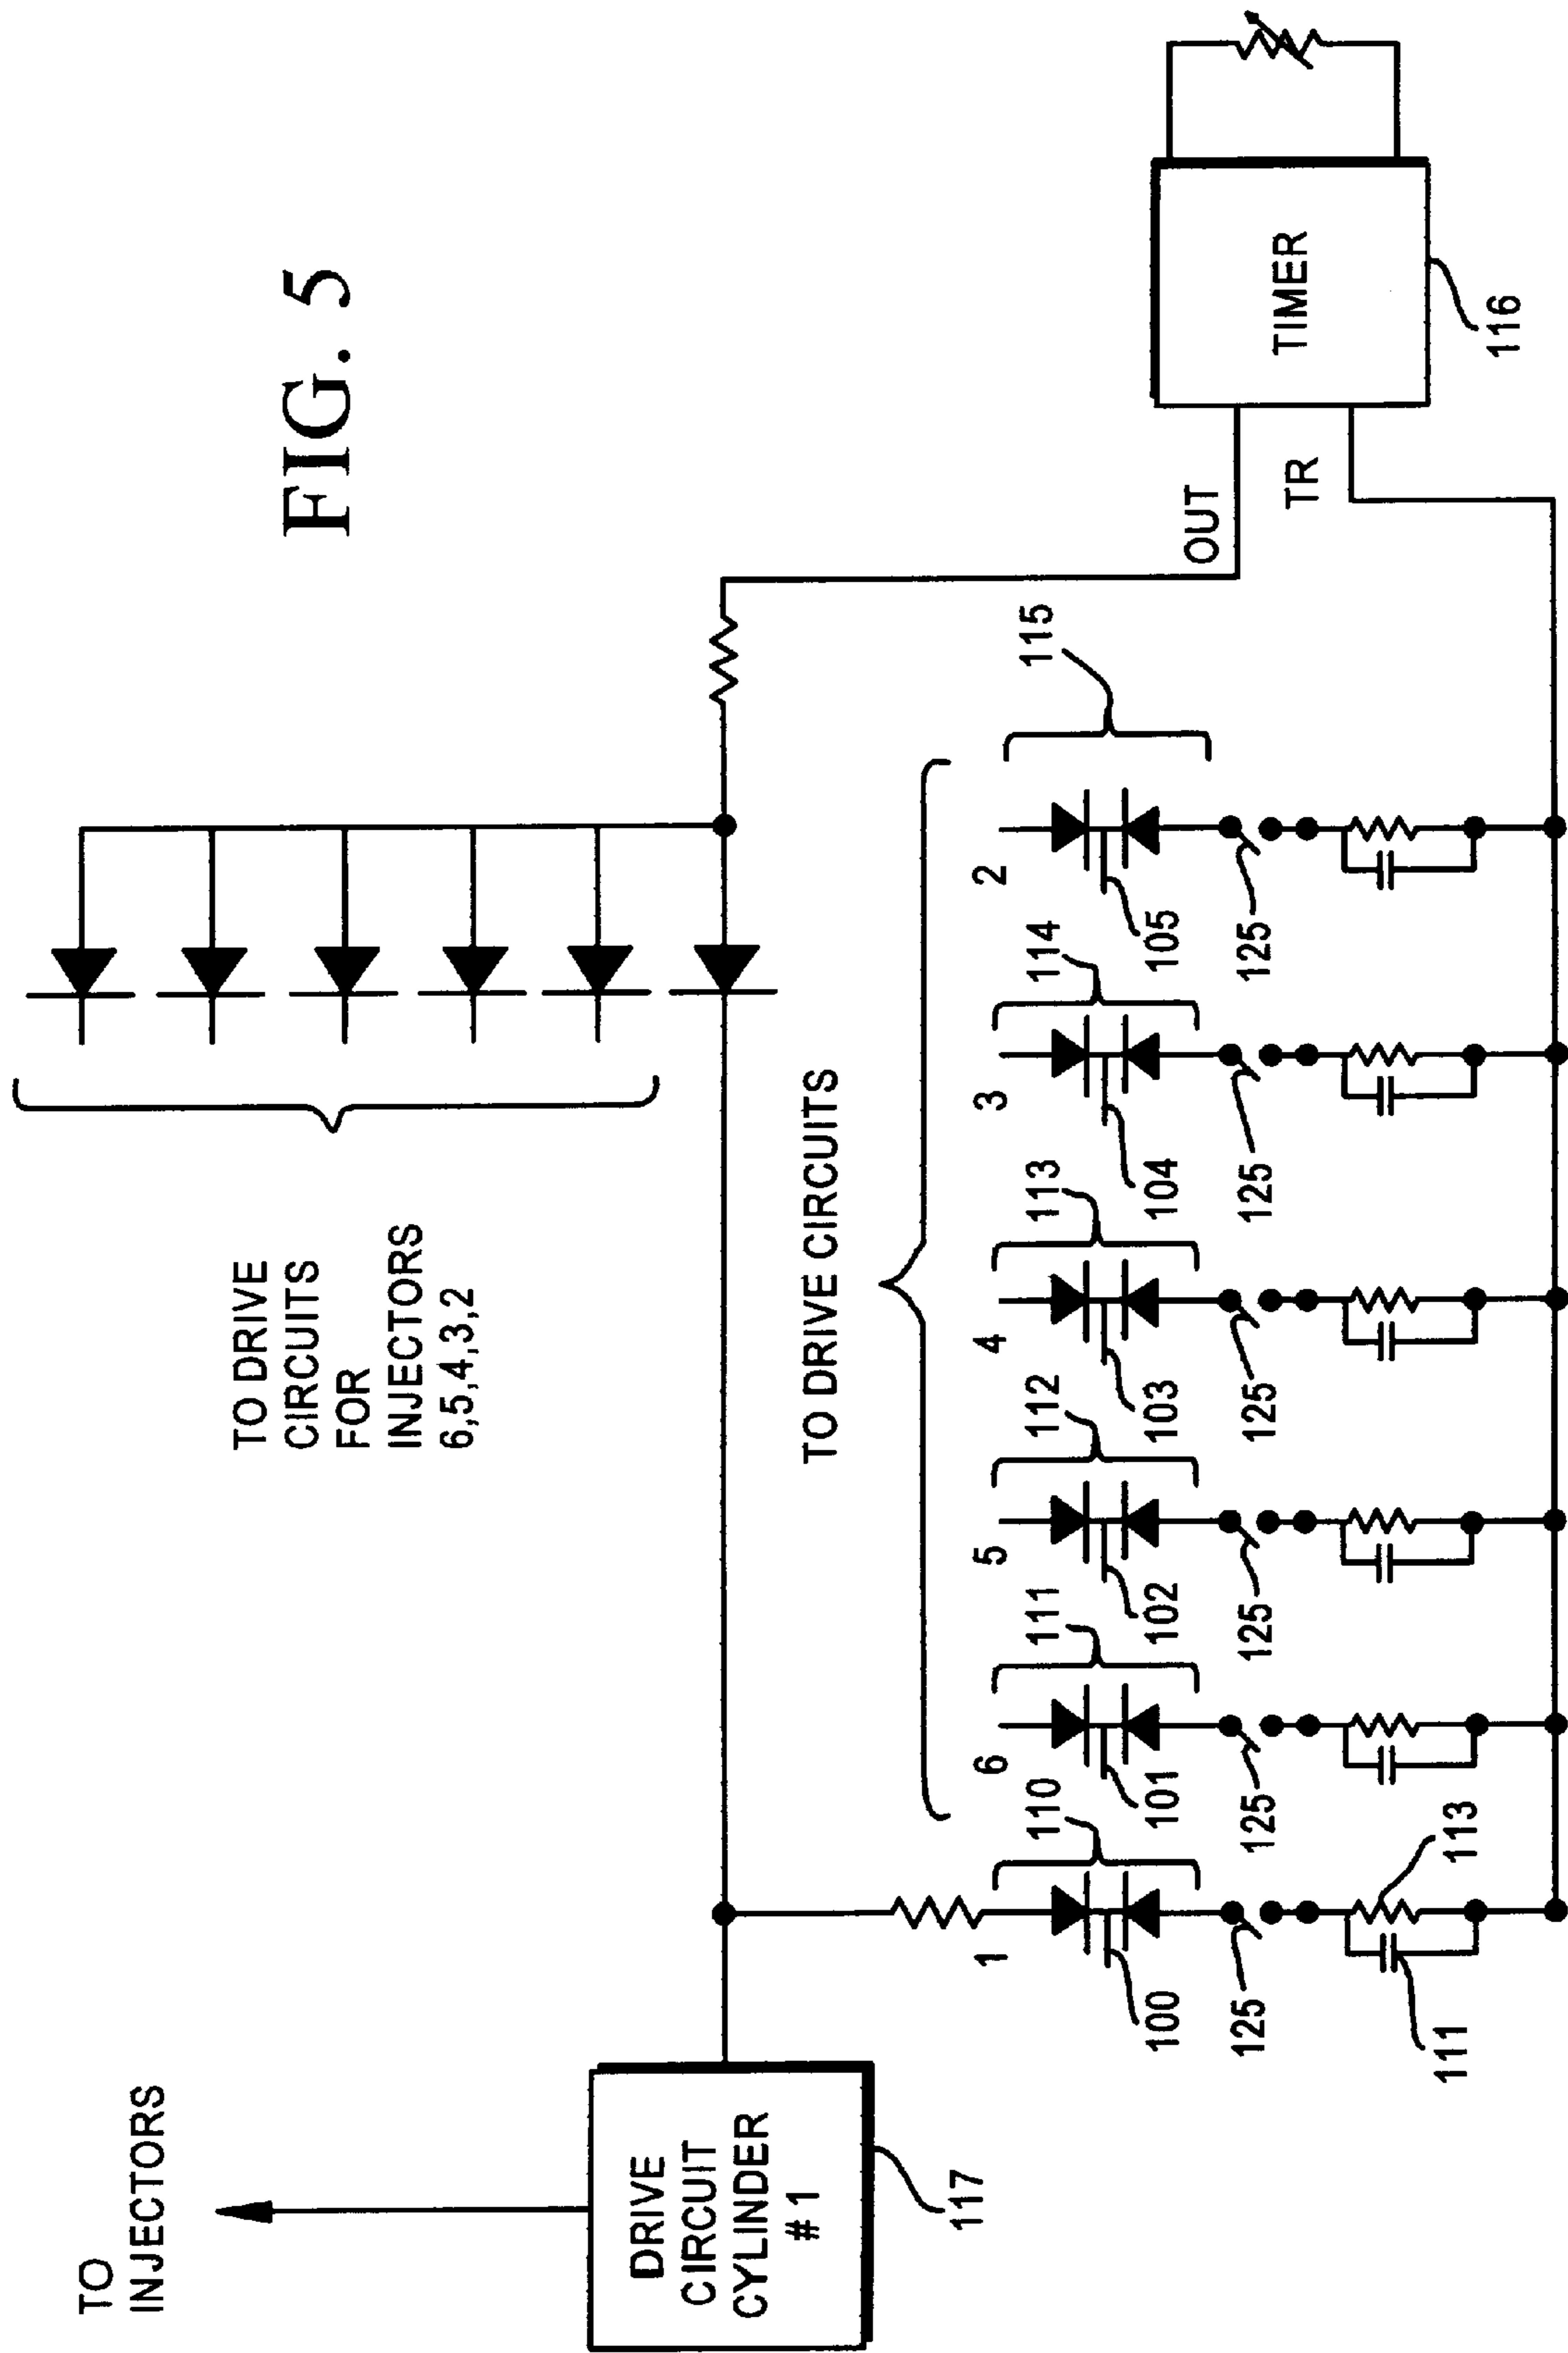 FIG. 5
TO
INJECTORS
TO DRIVE
CIRCUITS
FOR
INJECTORS
6,5,4,3,2
DRIVE
CIRCUIT
CYLINDER
#1
117
TO DRIVE CIRCUITS
1
6
5
4
3
2
110
111
112
113
114
115
100
101
102
103
104
105
125
125
125
125
125
125
111
113
OUT
TR
TIMER
116